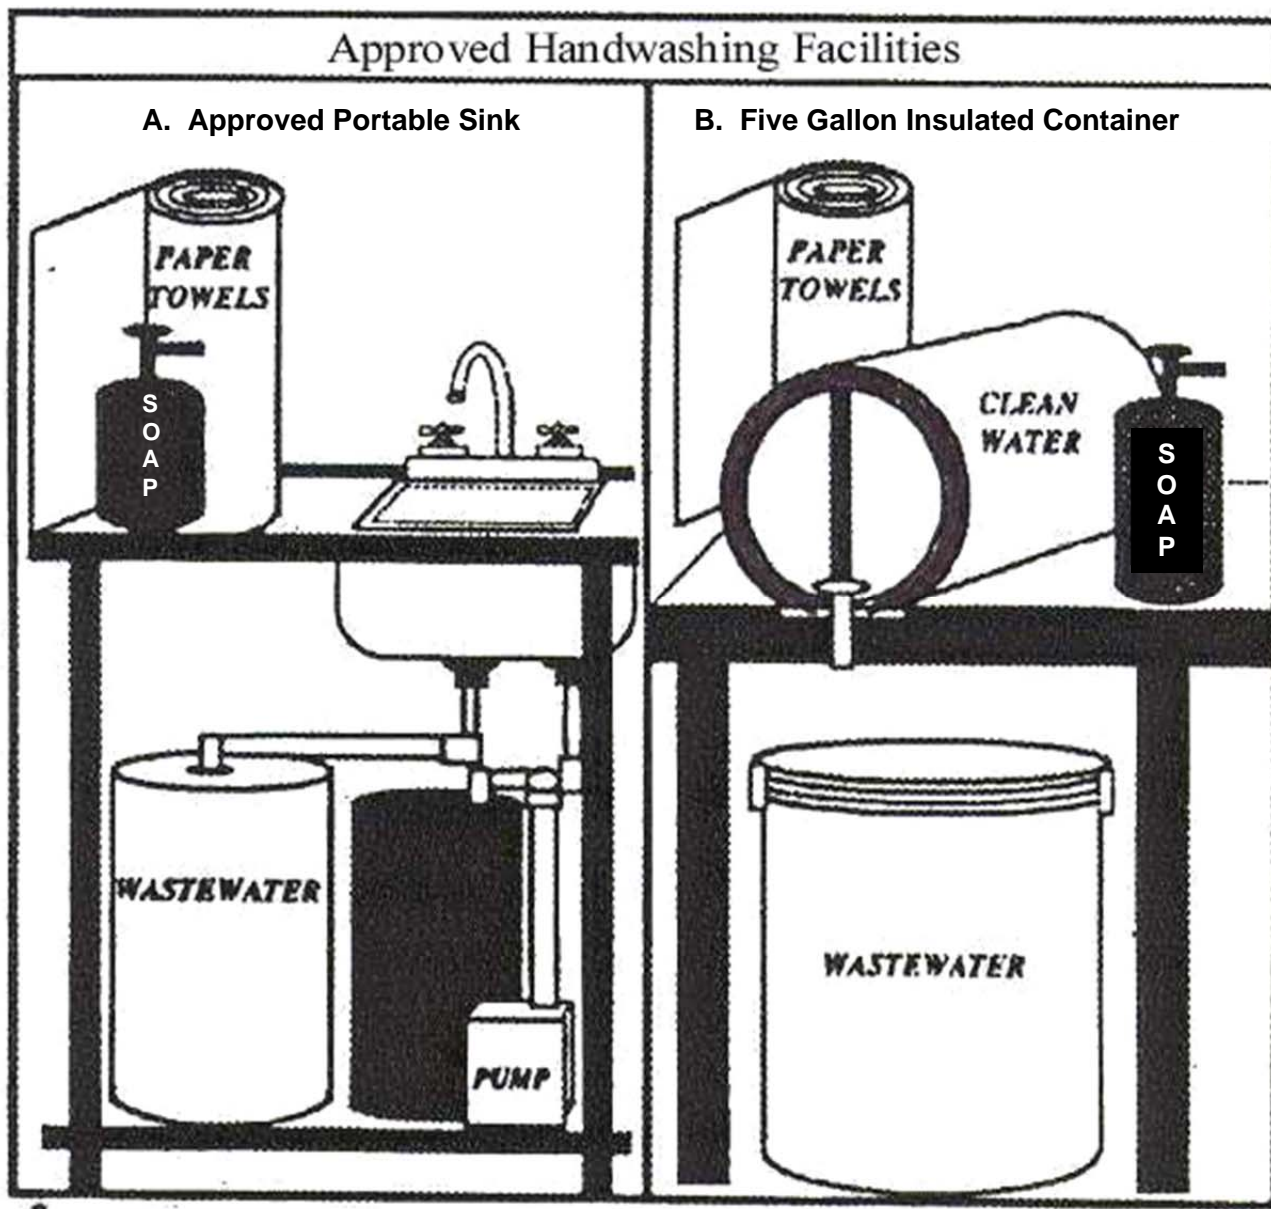 Approved Handwashing Facilities
A. Approved Portable Sink
PAPER
TOWELS
S
O
A
P
WASTEWATER
PUMP
B. Five Gallon Insulated Container
PAPER
TOWELS
CLEAN
WATER
S
O
A
P
WASTEWATER